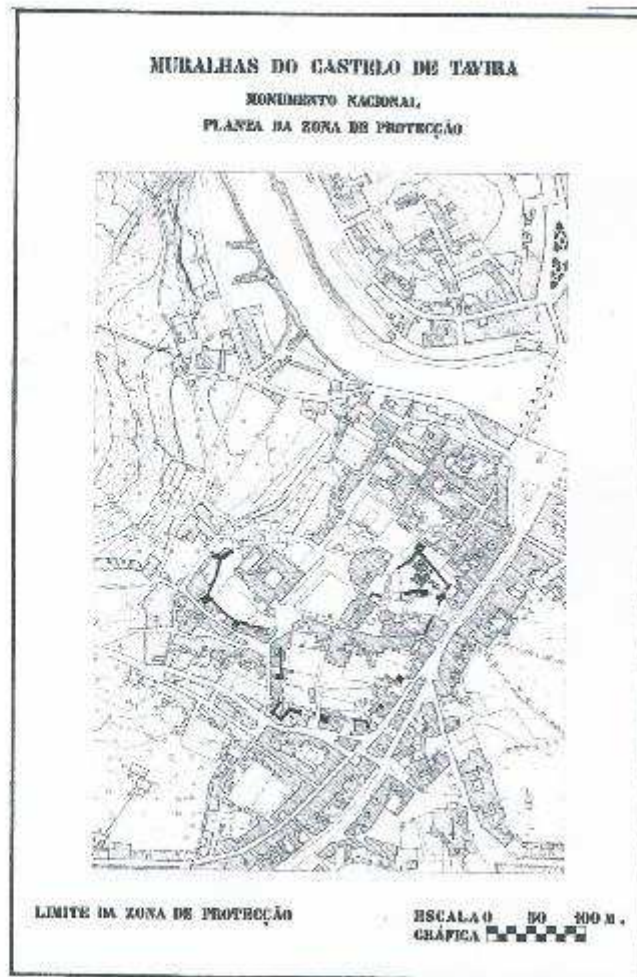 MURALHAS DO CASTELO DE TAVIRA
MONUMENTO NACIONAL
PLANTA DA ZONA DE PROTECÇÃO
LIMITE DA ZONA DE PROTECÇÃO
ESCALA 0 50 100 M.
GRÁFICA